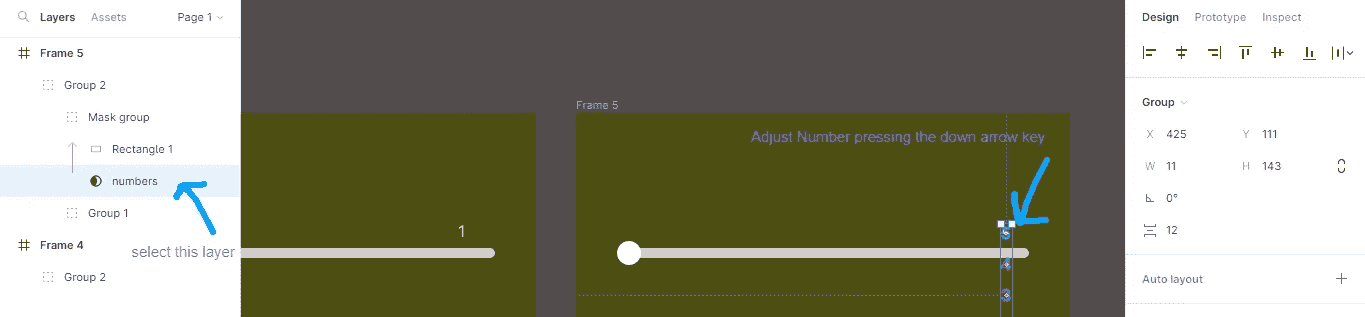 Layers Assets Page 1
Frame 5
Group 2
Mask group
Rectangle 1
numbers
Group 1
select this layer
Frame 4
Group 2
1
Frame 5
Adjust Number pressing the down arrow key
Design Prototype Inspect
Group
X 425 Y 111
W 11 H 143
0°
12
Auto layout